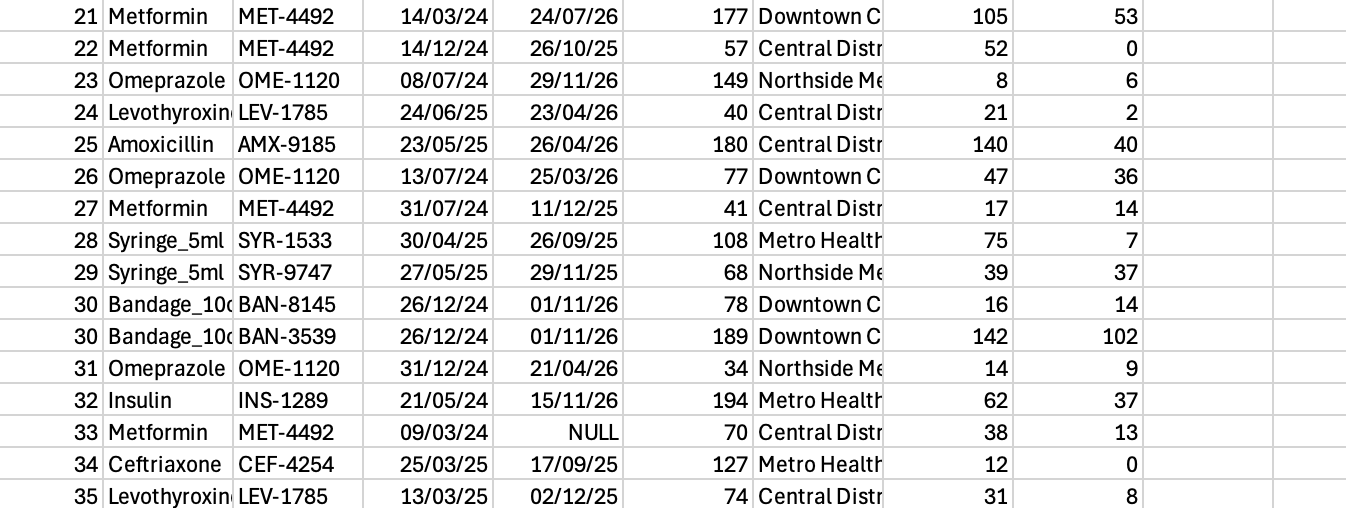 21 Metformin MET-4492 14/03/24 24/07/26 177 Downtown C 105 53
22 Metformin MET-4492 14/12/24 26/10/25 57 Central Distr 52 0
23 Omeprazole OME-1120 08/07/24 29/11/26 149 Northside Me 8 6
24 Levothyroxin LEV-1785 24/06/25 23/04/26 40 Central Distr 21 2
25 Amoxicillin AMX-9185 23/05/25 26/04/26 180 Central Distr 140 40
26 Omeprazole OME-1120 13/07/24 25/03/26 77 Downtown C 47 36
27 Metformin MET-4492 31/07/24 11/12/25 41 Central Distr 17 14
28 Syringe_5ml SYR-1533 30/04/25 26/09/25 108 Metro Health 75 7
29 Syringe_5ml SYR-9747 27/05/25 29/11/25 68 Northside Me 39 37
30 Bandage_10c BAN-8145 26/12/24 01/11/26 78 Downtown C 16 14
30 Bandage_10c BAN-3539 26/12/24 01/11/26 189 Downtown C 142 102
31 Omeprazole OME-1120 31/12/24 21/04/26 34 Northside Me 14 9
32 Insulin INS-1289 21/05/24 15/11/26 194 Metro Health 62 37
33 Metformin MET-4492 09/03/24 NULL 70 Central Distr 38 13
34 Ceftriaxone CEF-4254 25/03/25 17/09/25 127 Metro Health 12 0
35 Levothyroxin LEV-1785 13/03/25 02/12/25 74 Central Distr 31 8